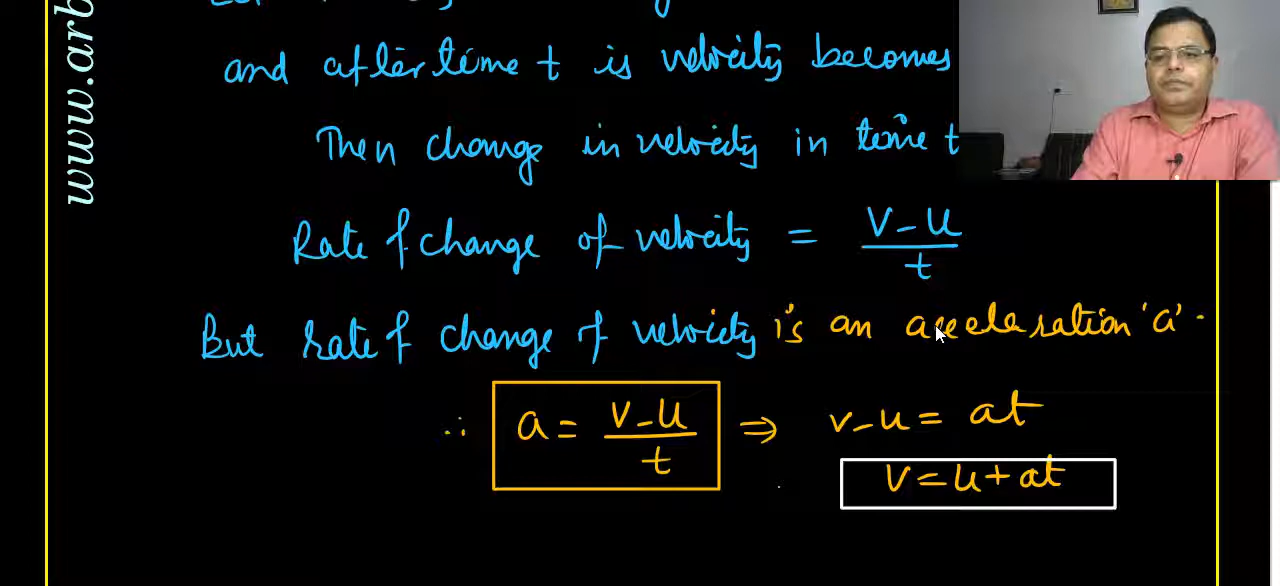 www.arb
and after time t is velocity becomes
Then change in velocity in time t
Rate of change of velocity = v-u/t
But rate of change of velocity is an acceleration 'a'.
∴ a = v-u/t ⇒ v-u = at
v = u + at